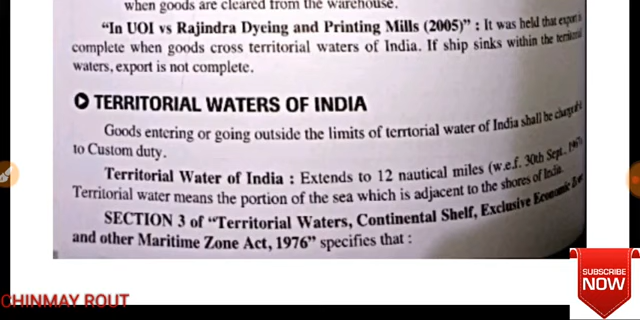 when goods are cleared from the warehouse.
"In UOI vs Rajindra Dyeing and Printing Mills (2005)" : It was held that export is
complete when goods cross territorial waters of India. If ship sinks within the territorial
waters, export is not complete.
TERRITORIAL WATERS OF INDIA
Goods entering or going outside the limits of terrtorial water of India shall be chargeable
to Custom duty.
Territorial Water of India : Extends to 12 nautical miles (w.e.f. 30th Sept., 1967)
Territorial water means the portion of the sea which is adjacent to the shores of India.
SECTION 3 of "Territorial Waters, Continental Shelf, Exclusive Economic Zone
and other Maritime Zone Act, 1976" specifies that :
SUBSCRIBE
NOW
CHINMAY ROUT